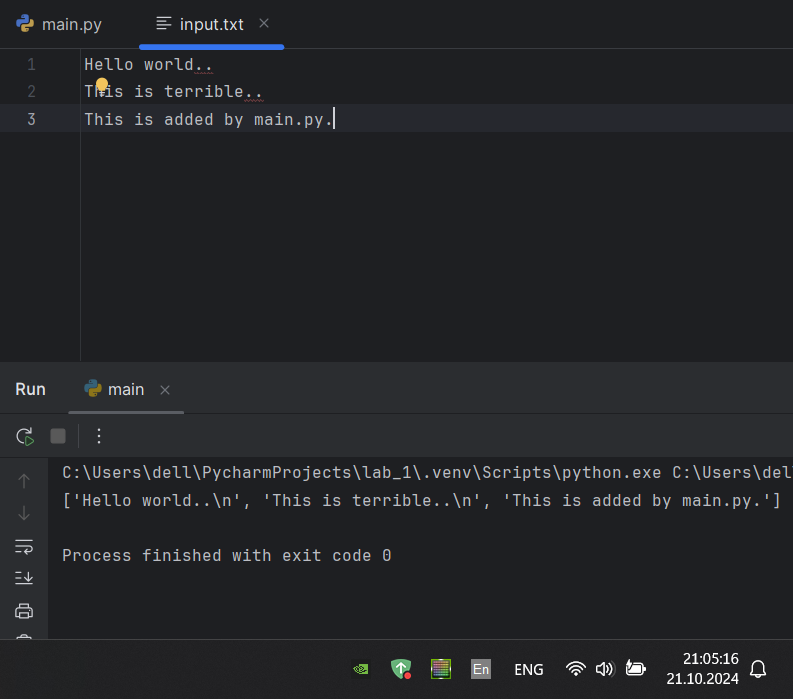 main.py input.txt
1 Hello world..
2 This is terrible..
3 This is added by main.py.
Run main
C:\Users\dell\PycharmProjects\lab_1\.venv\Scripts\python.exe C:\Users\del
['Hello world..\n', 'This is terrible..\n', 'This is added by main.py.']
Process finished with exit code 0
En ENG 21:05:16
21.10.2024